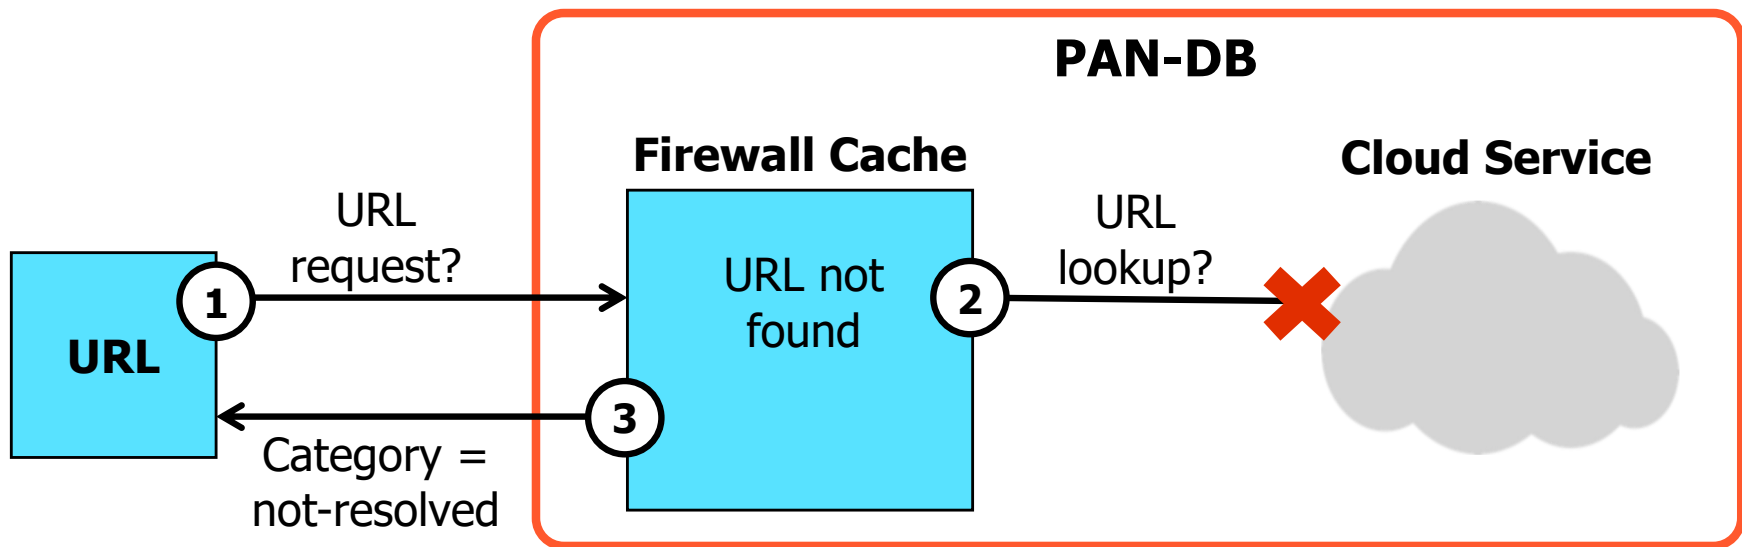 PAN-DB
Firewall Cache
Cloud Service
URL
request?
URL
lookup?
URL not
found
1
2
URL
3
Category =
not-resolved